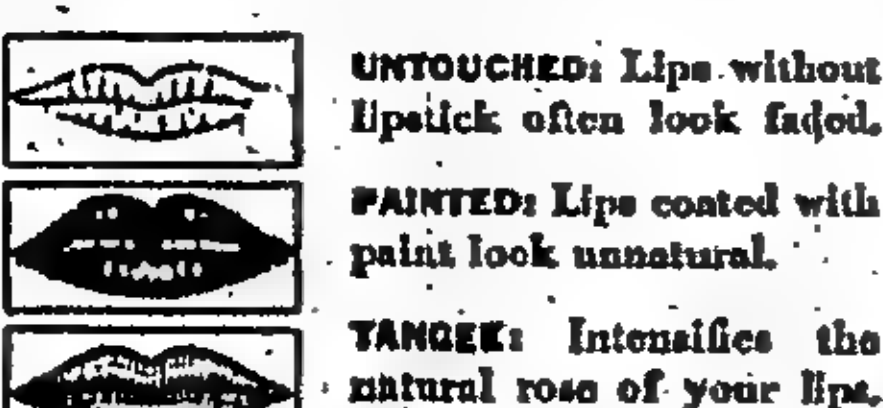 UNTOUCHED: Lips without
lipstick often look faded.
PAINTED: Lips coated with
paint look unnatural.
TANGEE: Intensifies the
natural rose of your lips.